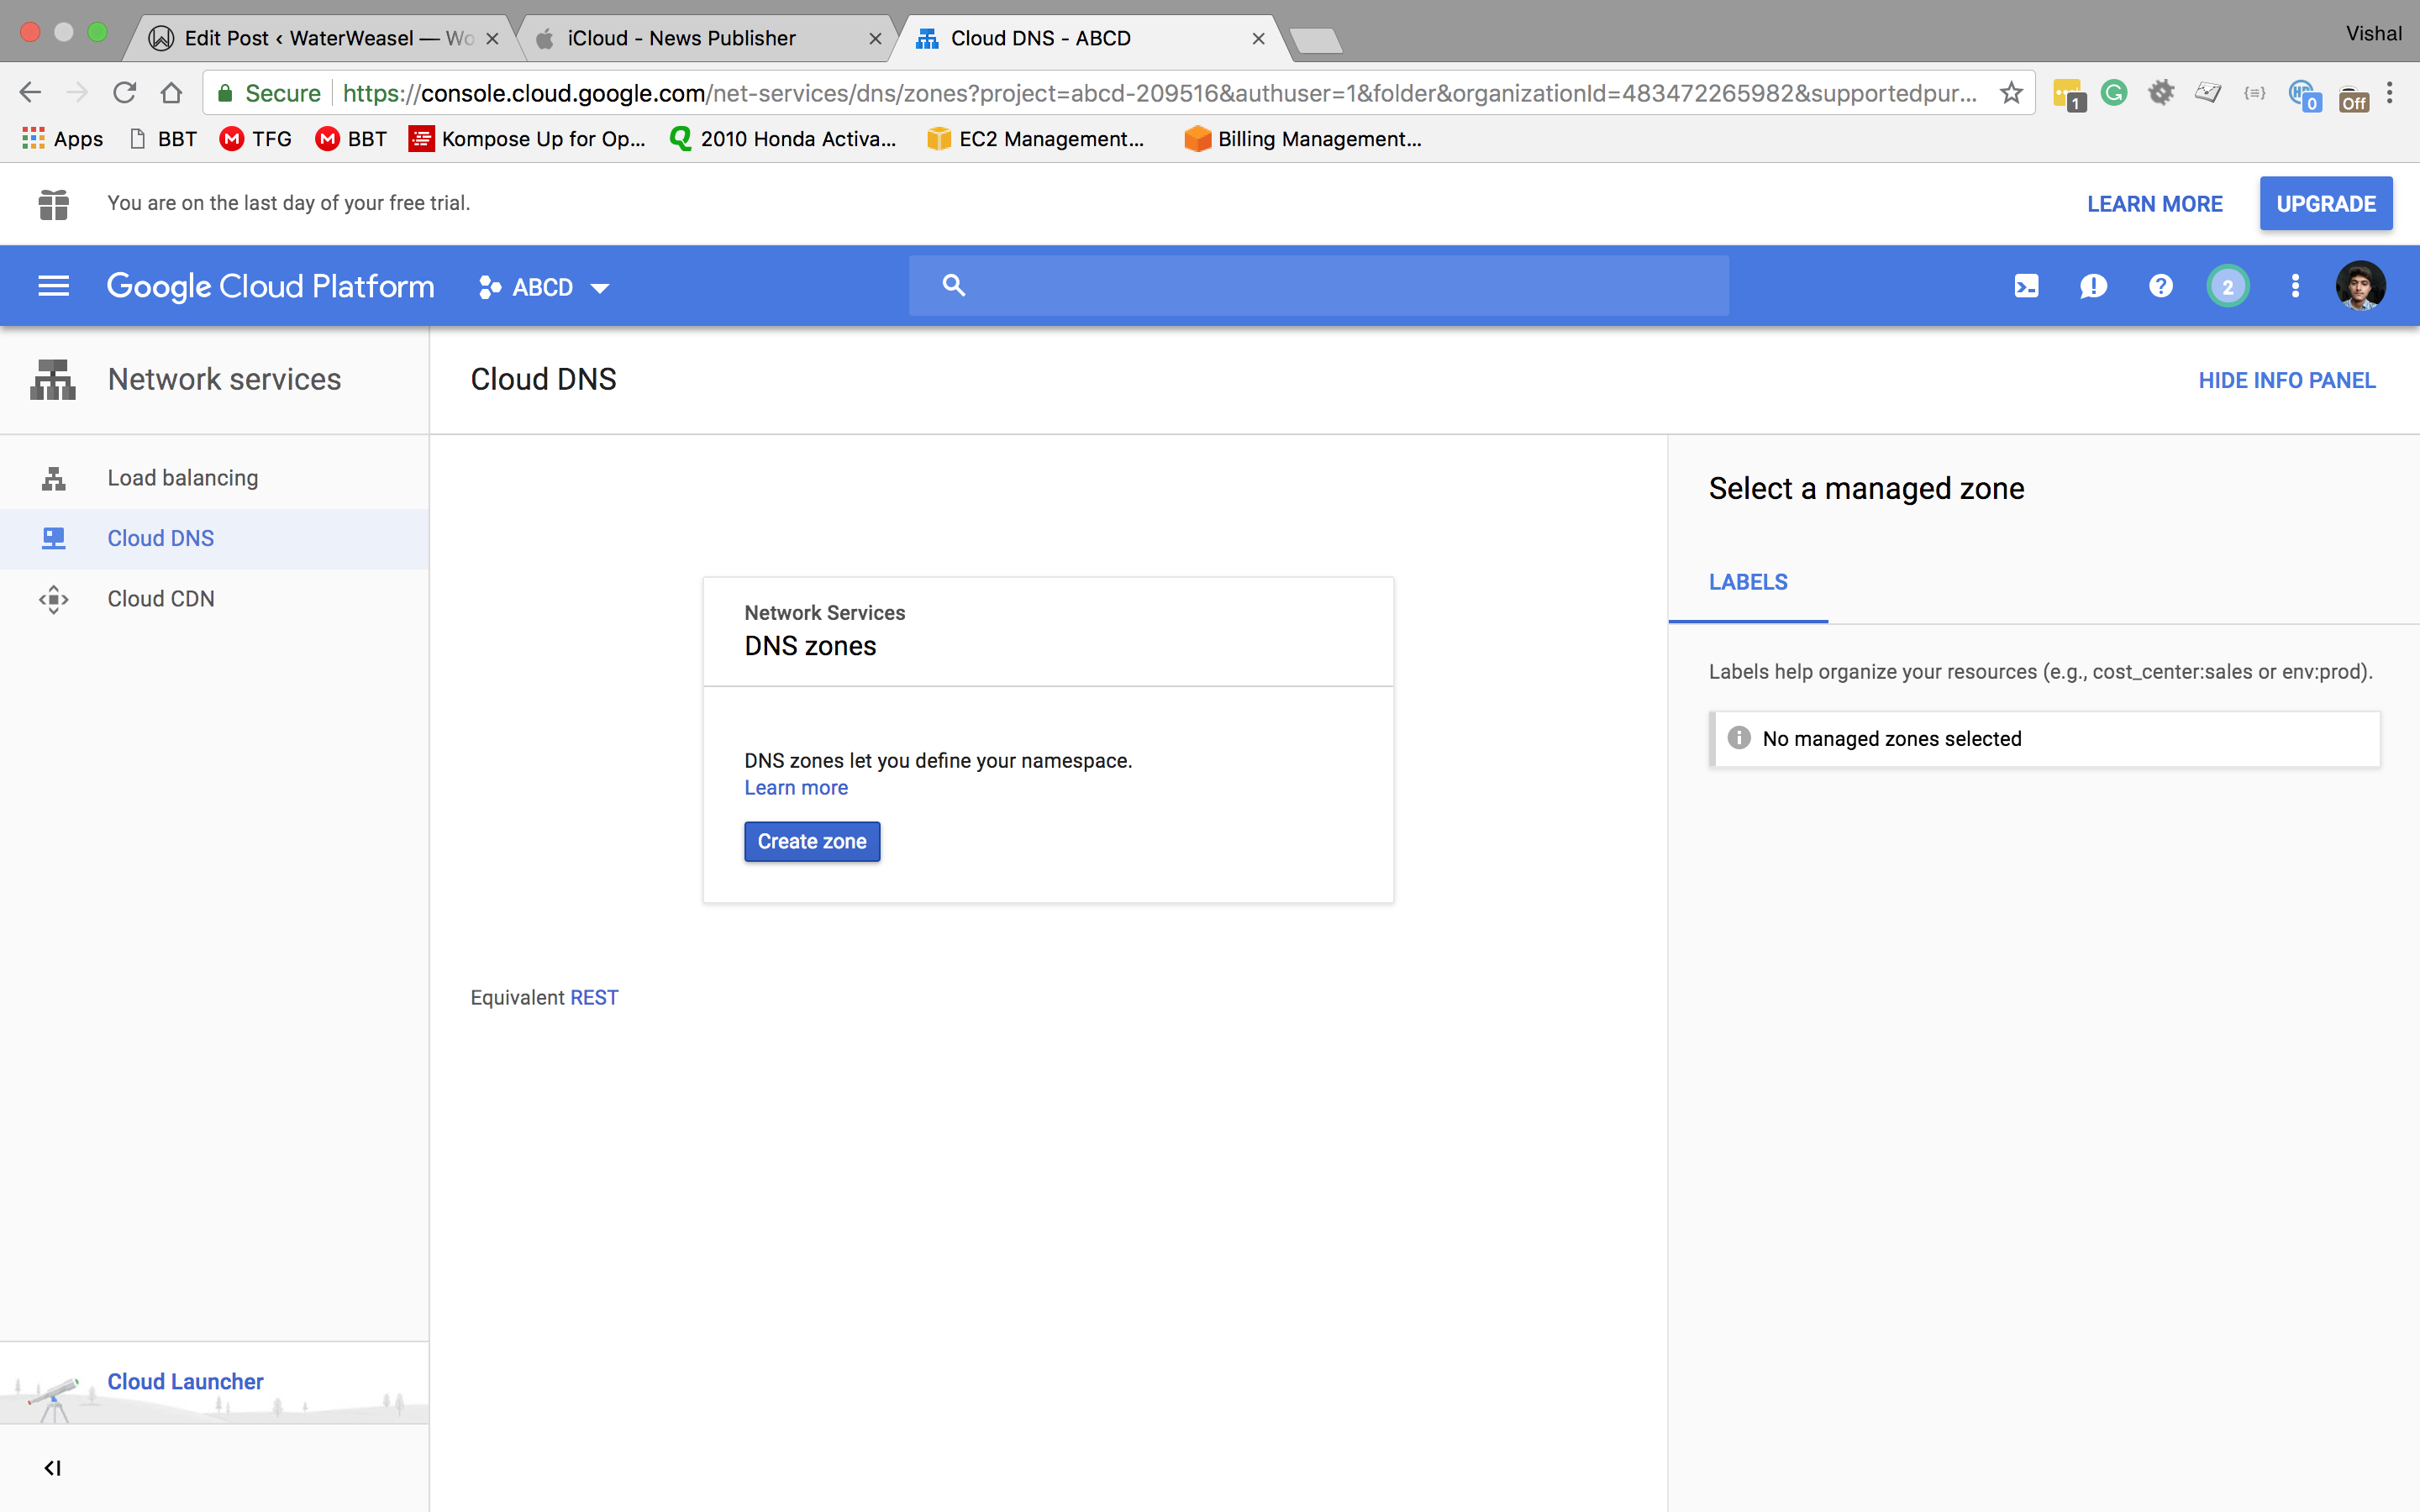 Edit Post ‹ WaterWeasel — Wo
iCloud - News Publisher
Cloud DNS - ABCD
Vishal
Secure
https://console.cloud.google.com/net-services/dns/zones?project=abcd-209516&authuser=1&folder&organizationId=483472265982&supportedpur...
1
0
Off
Apps
BBT
TFG
BBT
Kompose Up for Op...
2010 Honda Activa...
EC2 Management...
Billing Management...
You are on the last day of your free trial.
LEARN MORE
UPGRADE
Google Cloud Platform
ABCD
2
Network services
Cloud DNS
HIDE INFO PANEL
Load balancing
Cloud DNS
Cloud CDN
Network Services
DNS zones
DNS zones let you define your namespace.
Learn more
Create zone
Equivalent REST
Select a managed zone
LABELS
Labels help organize your resources (e.g., cost_center:sales or env:prod).
No managed zones selected
Cloud Launcher